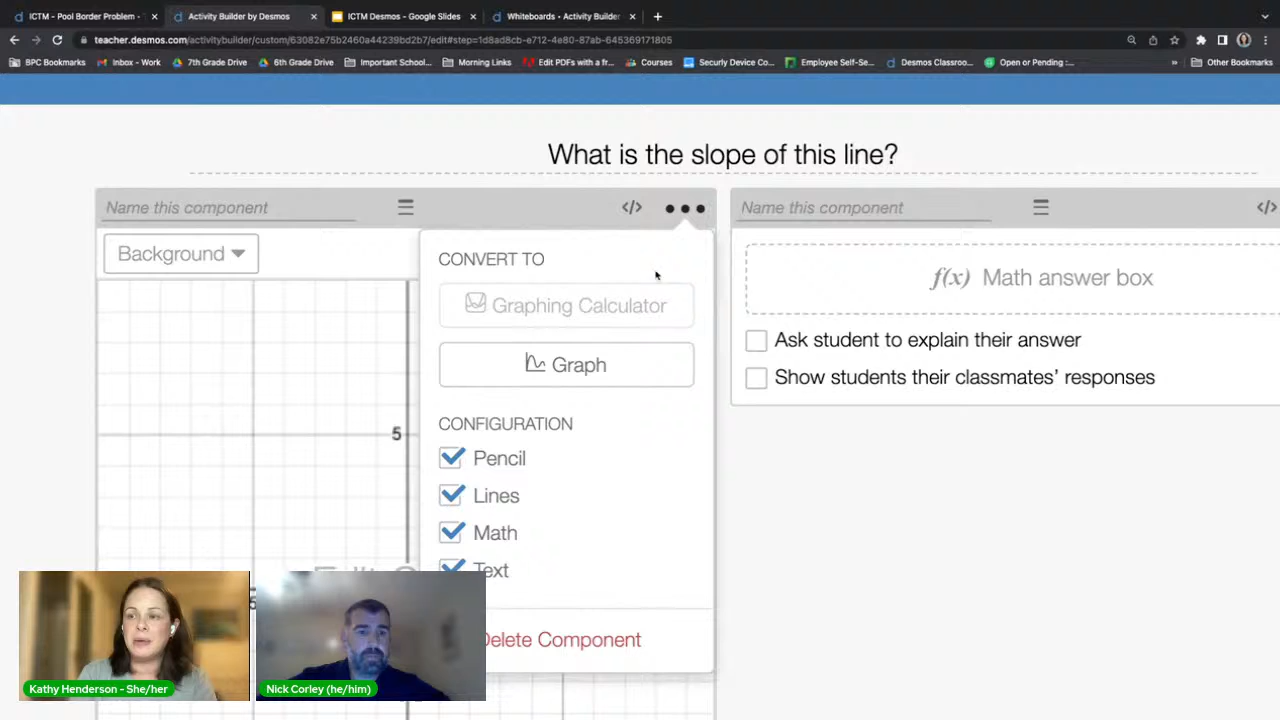 ICTM - Pool Border Problem -
Activity Builder by Desmos
ICTM Desmos - Google Slides
Whiteboards • Activity Builder
teacher.desmos.com/activitybuilder/custom/63082e75b2460a44239bd2b7/edit#step=1d8ad8cb-e712-4e80-87ab-645369171805
BPC Bookmarks
Inbox - Work
7th Grade Drive
6th Grade Drive
Important School...
Morning Links
Edit PDFs with a fr...
Courses
Securly Device Co...
Employee Self-Se...
Desmos Classroo...
Open or Pending :...
»
Other Bookmarks
What is the slope of this line?
Name this component
</>
Name this component
</>
Background
CONVERT TO
Graphing Calculator
Graph
CONFIGURATION
Pencil
Lines
Math
Text
Delete Component
5
f(x) Math answer box
Ask student to explain their answer
Show students their classmates' responses
Kathy Henderson - She/her
Nick Corley (he/him)